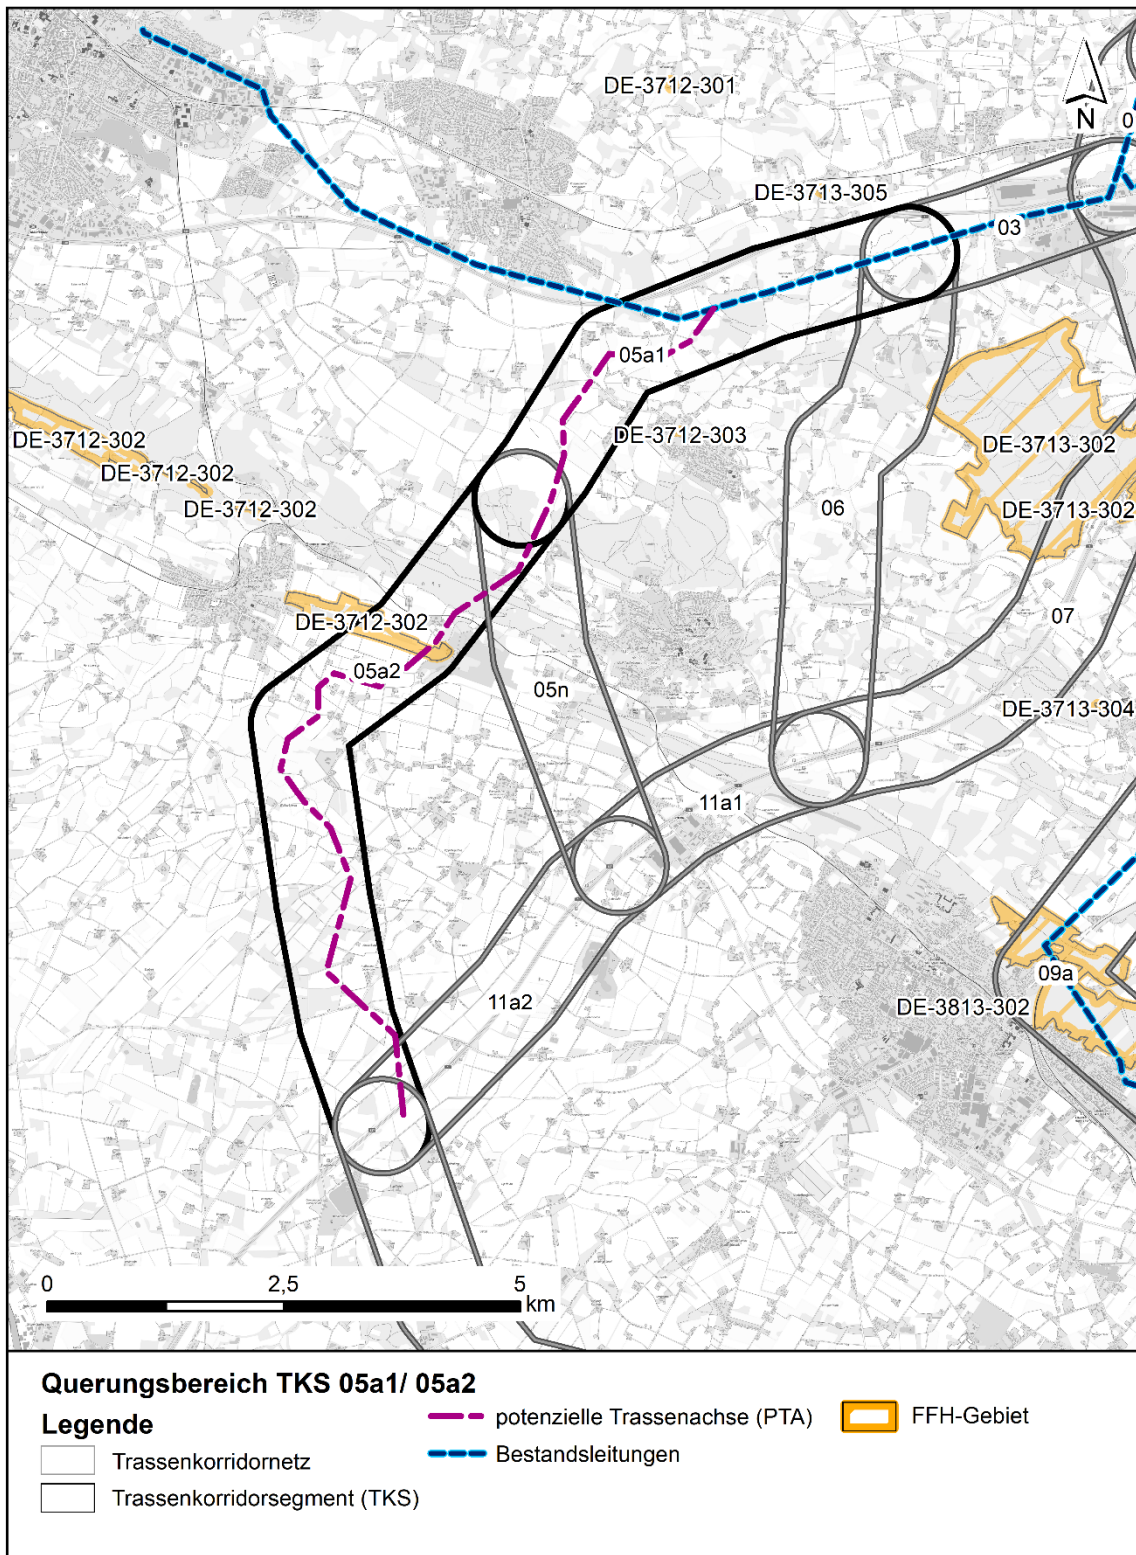 DE-3712-301
N
0
DE-3713-305
03
05a1
DE-3712-303
DE-3712-302
DE-3713-302
DE-3712-302
DE-3712-302
06
DE-3713-302
DE-3712-302
07
05a2
05n
DE-3713-304
11a1
09a
11a2
DE-3813-302
0 2,5 5
km
Querungsbereich TKS 05a1/ 05a2
Legende
Trassenkorridornetz
Trassenkorridorsegment (TKS)
potenzielle Trassenachse (PTA)
Bestandsleitungen
FFH-Gebiet